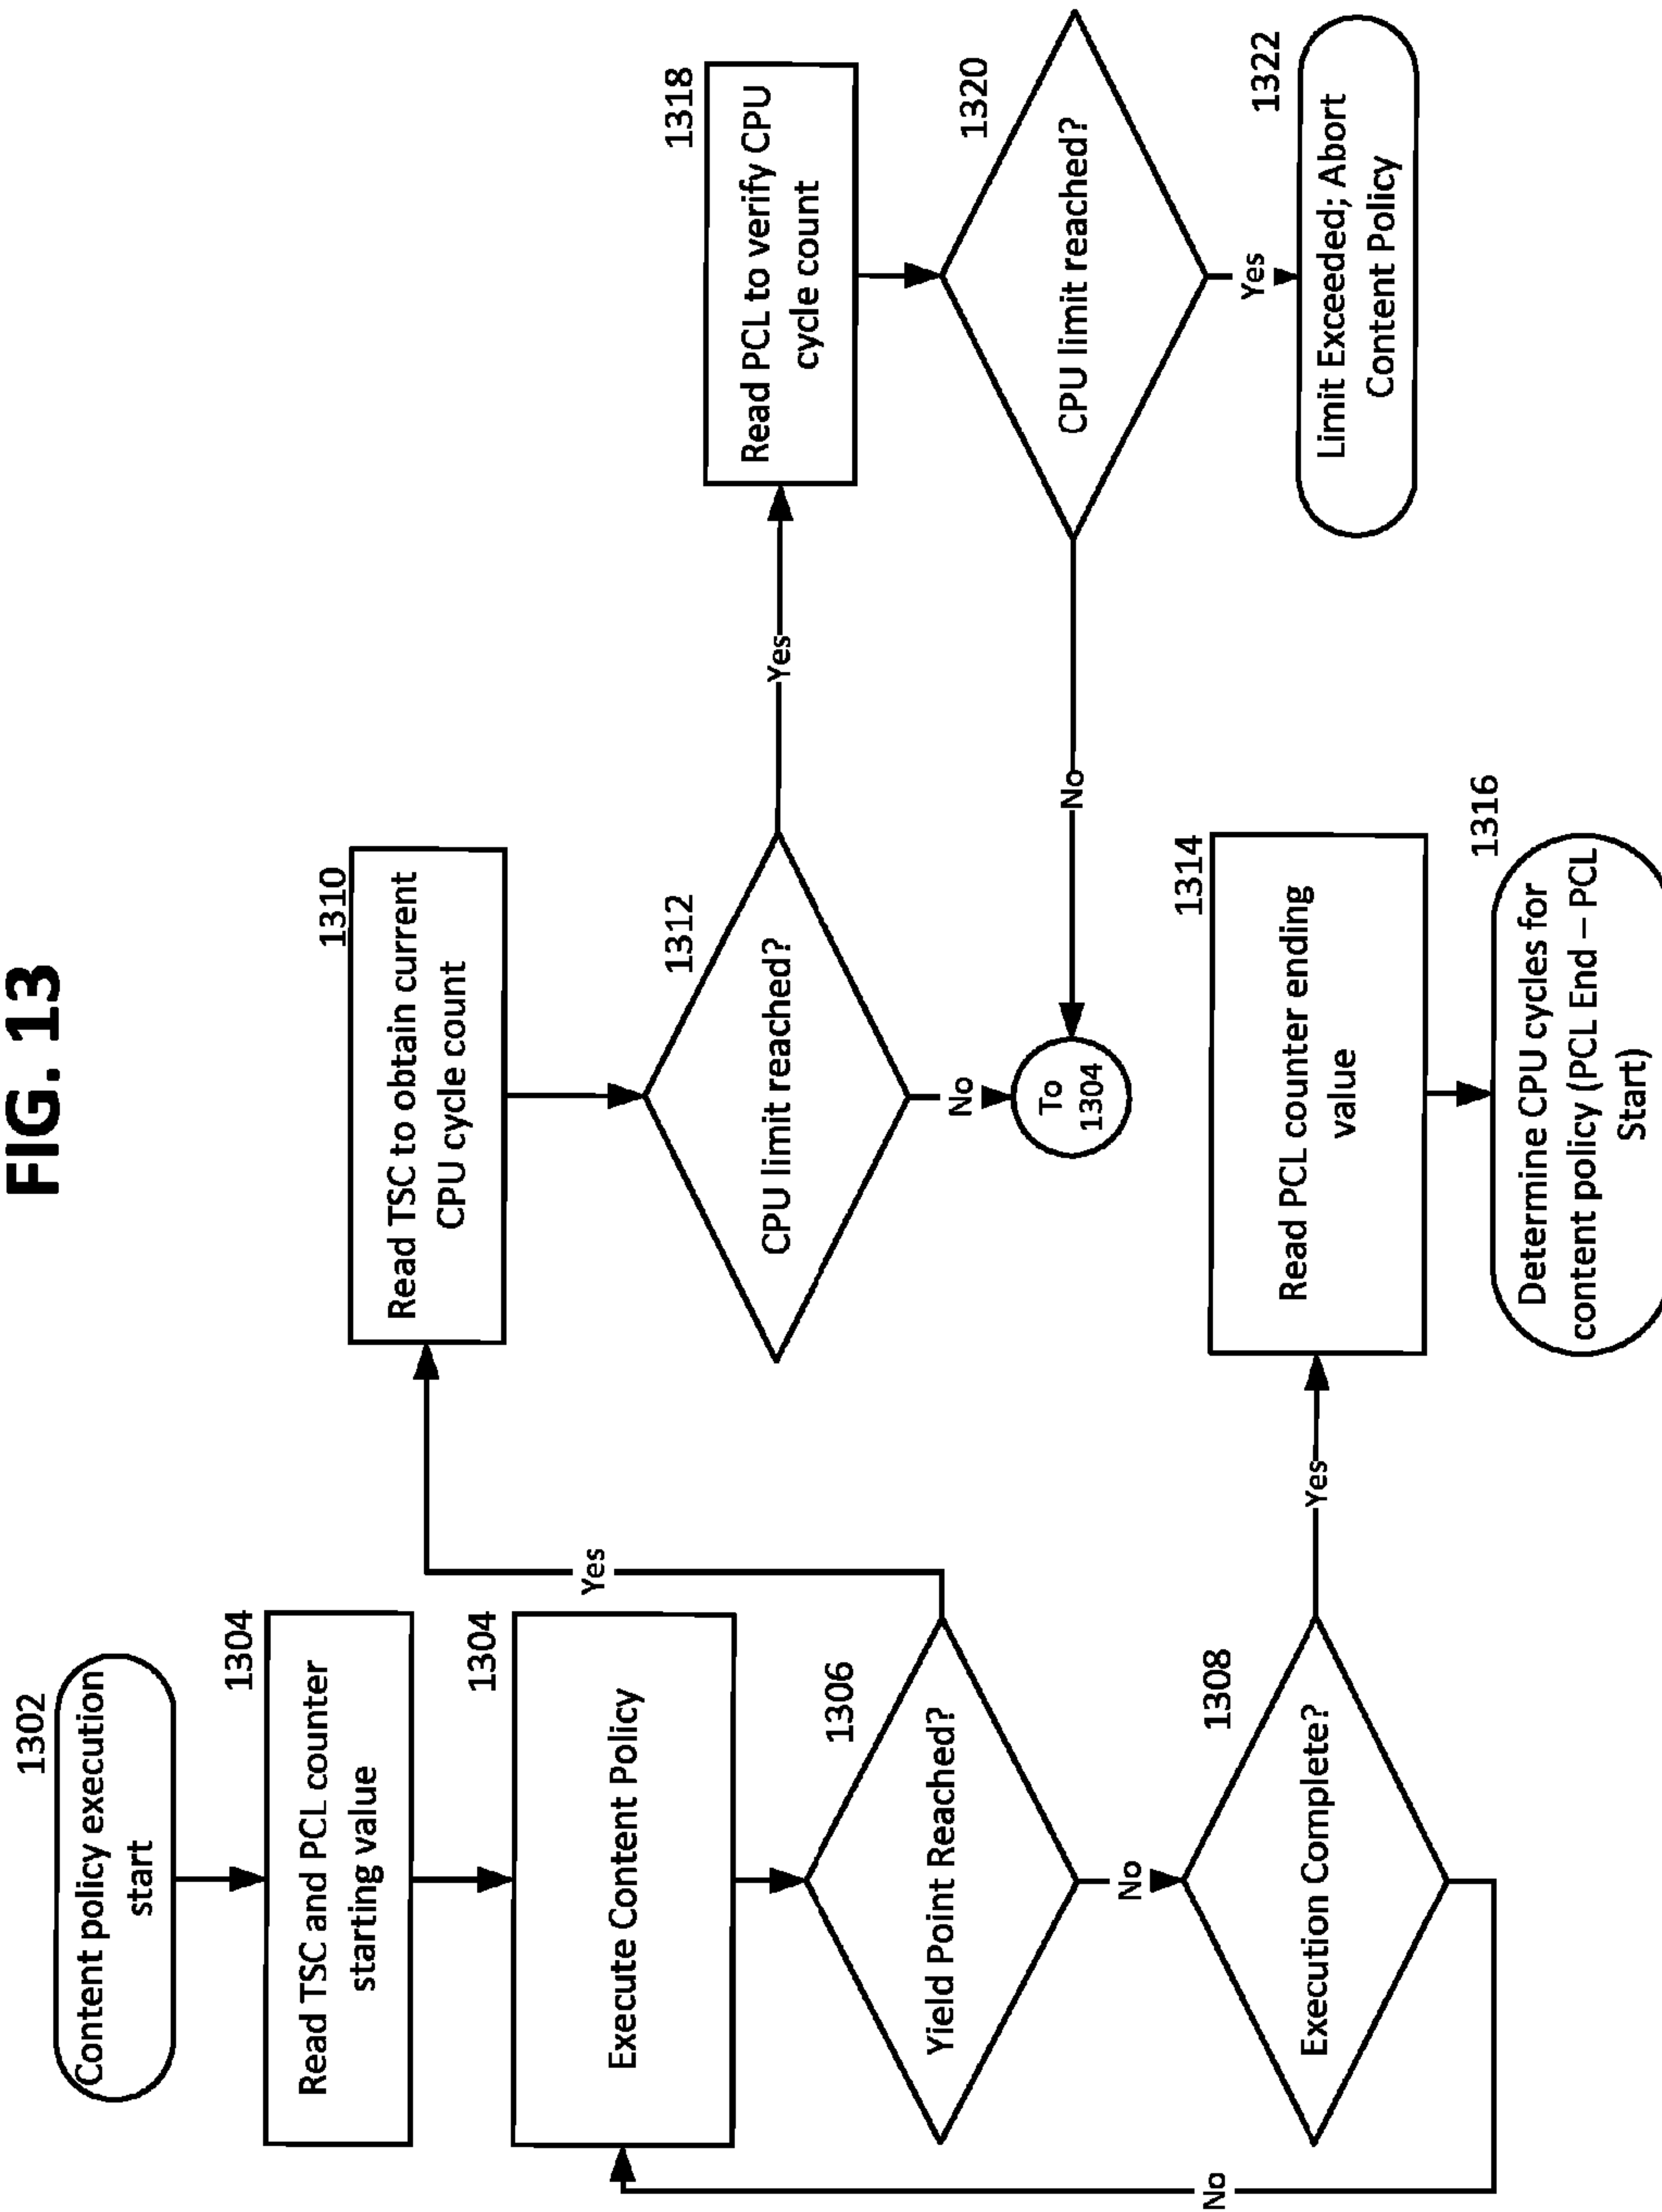 FIG. 13
1302
Content policy execution
start
1304
Read TSC and PCL counter
starting value
1304
Execute Content Policy
1306
Yield Point Reached?
Yes
No
1308
Execution Complete?
No
Yes
1310
Read TSC to obtain current
CPU cycle count
1312
CPU limit reached?
Yes
No
To
1304
1314
Read PCL counter ending
value
1316
Determine CPU cycles for
content policy (PCL End – PCL
Start)
1318
Read PCL to verify CPU
cycle count
1320
CPU limit reached?
No
Yes
1322
Limit Exceeded; Abort
Content Policy